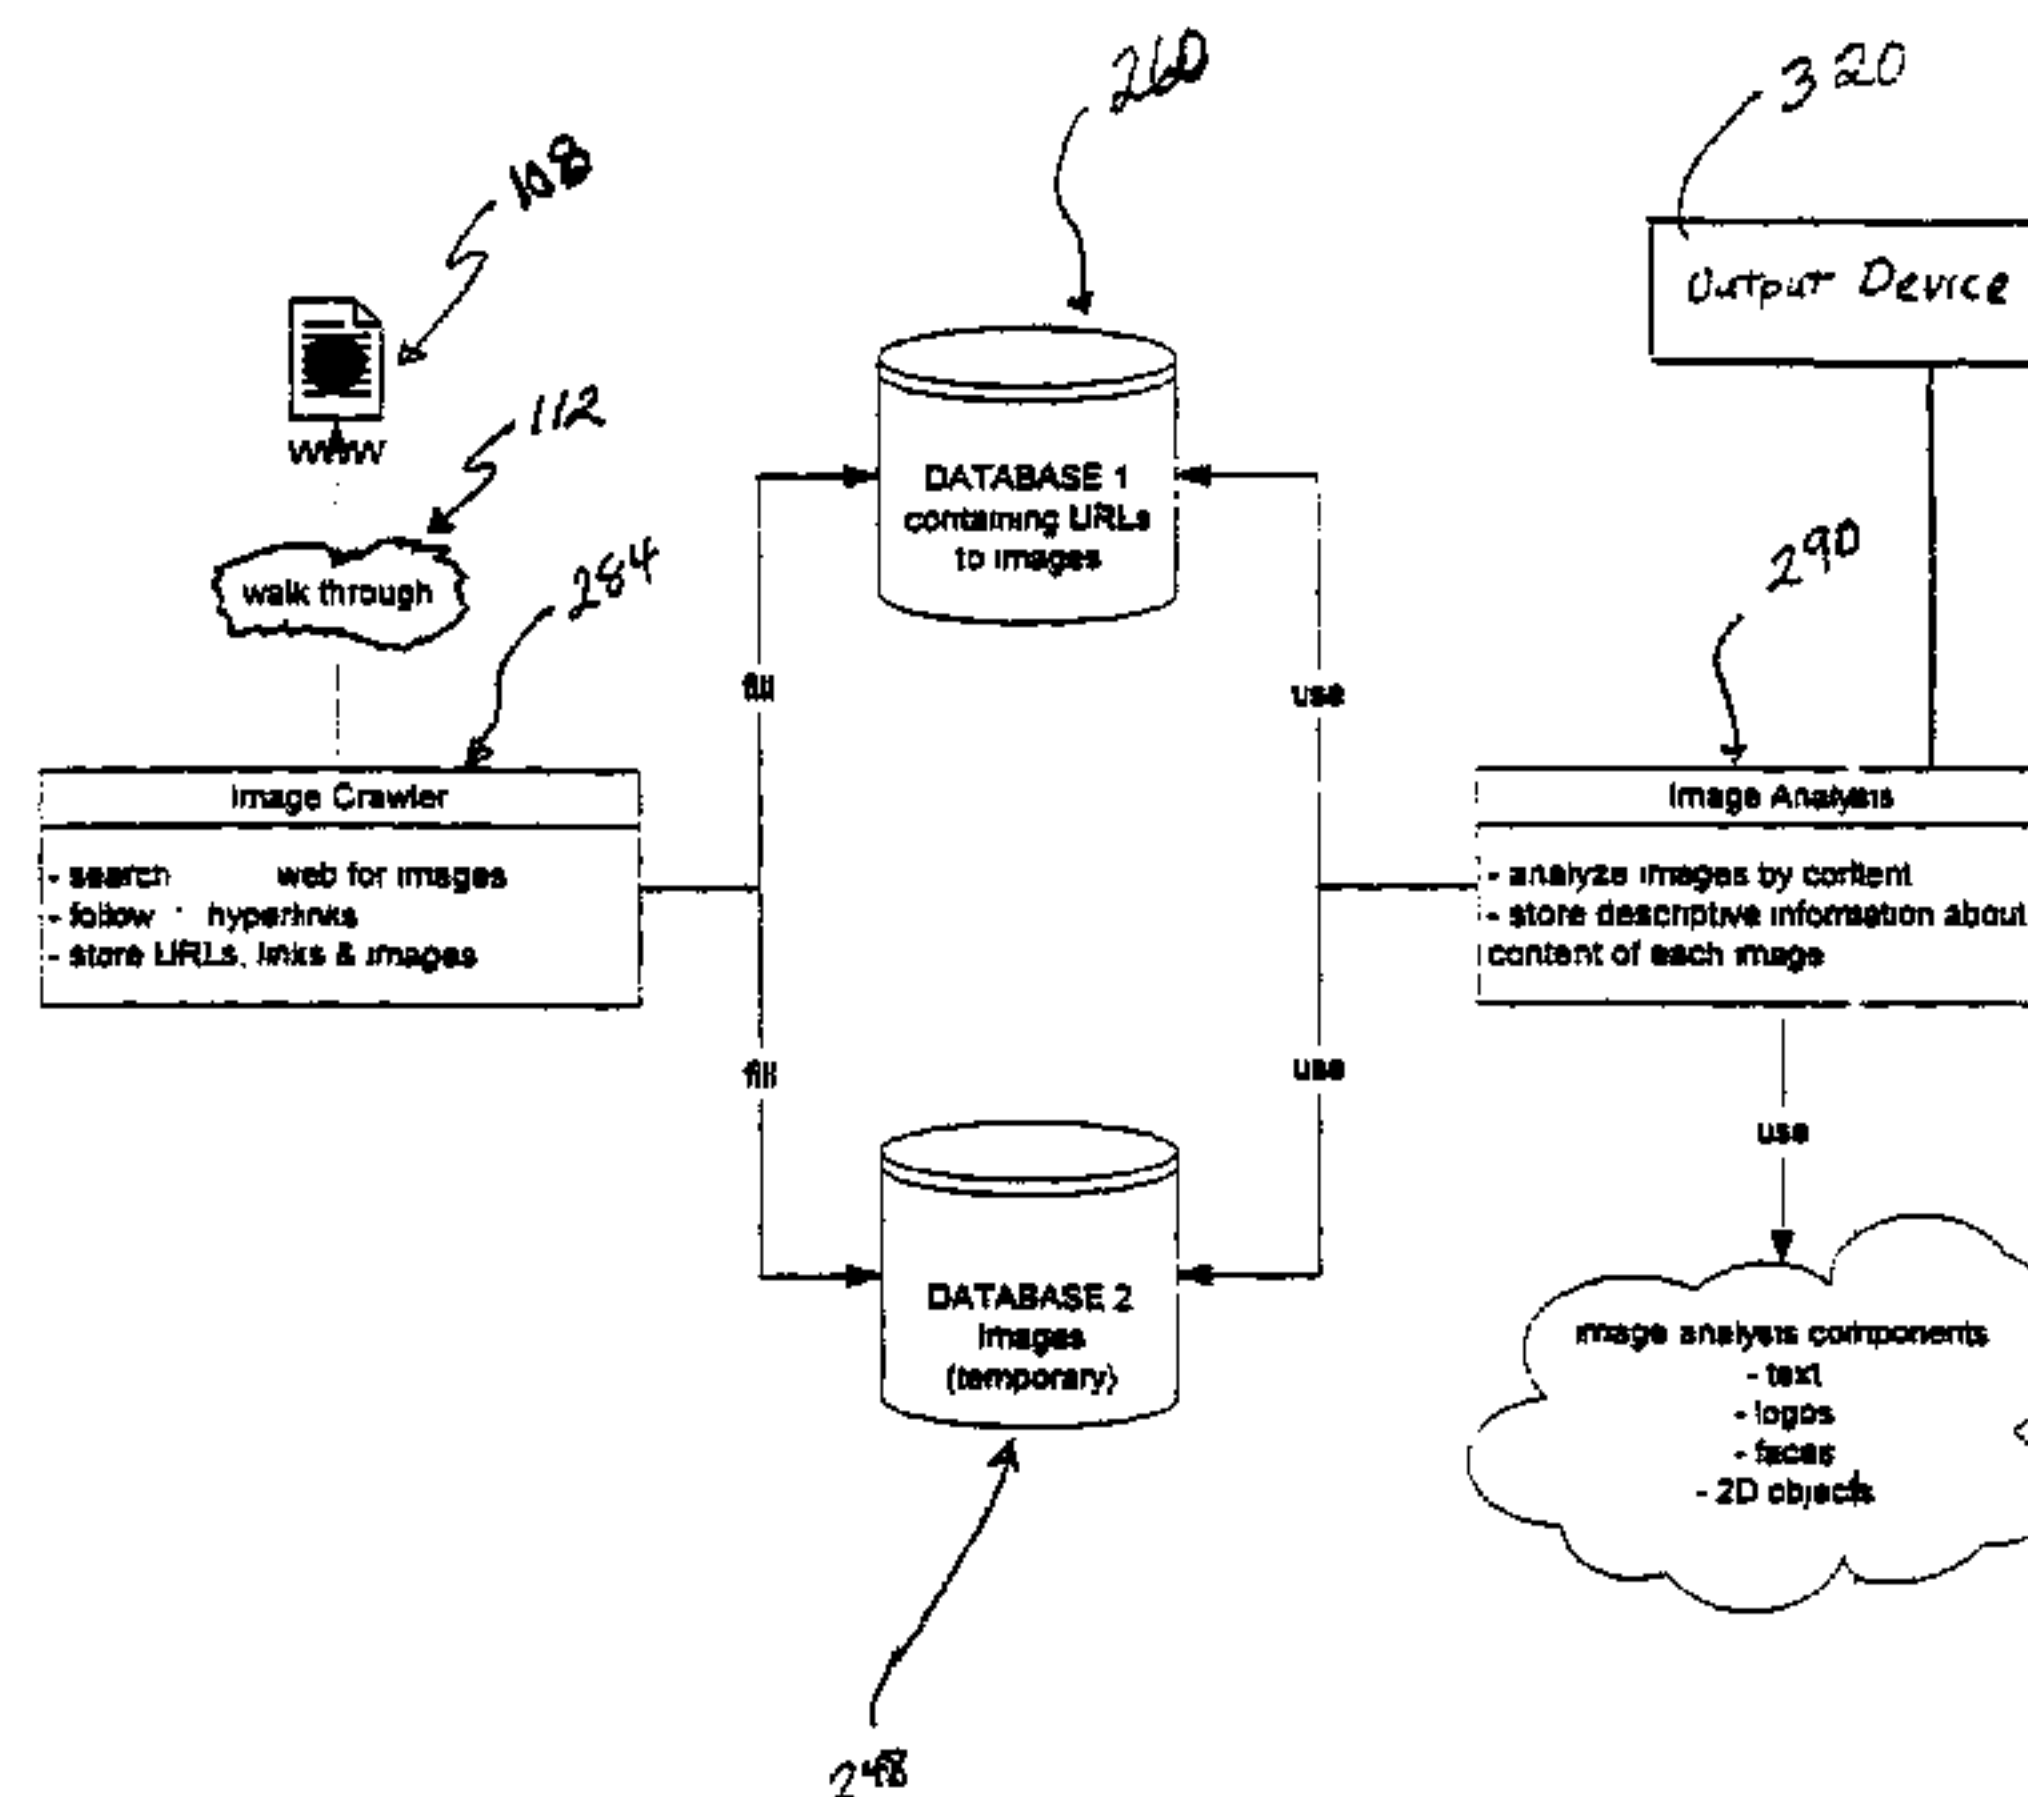 260
320
108
Output Device
WWW
112
DATABASE 1
containing URLs
to images
290
walk through
284
fill
use
Image Crawler
Image Analysis
- search web for images
- follow hyperlinks
- store URLs, links & images
- analyze images by content
- store descriptive information about
content of each image
fill
use
use
DATABASE 2
Images
(temporary)
image analysis components
- text
- logos
- faces
- 2D objects